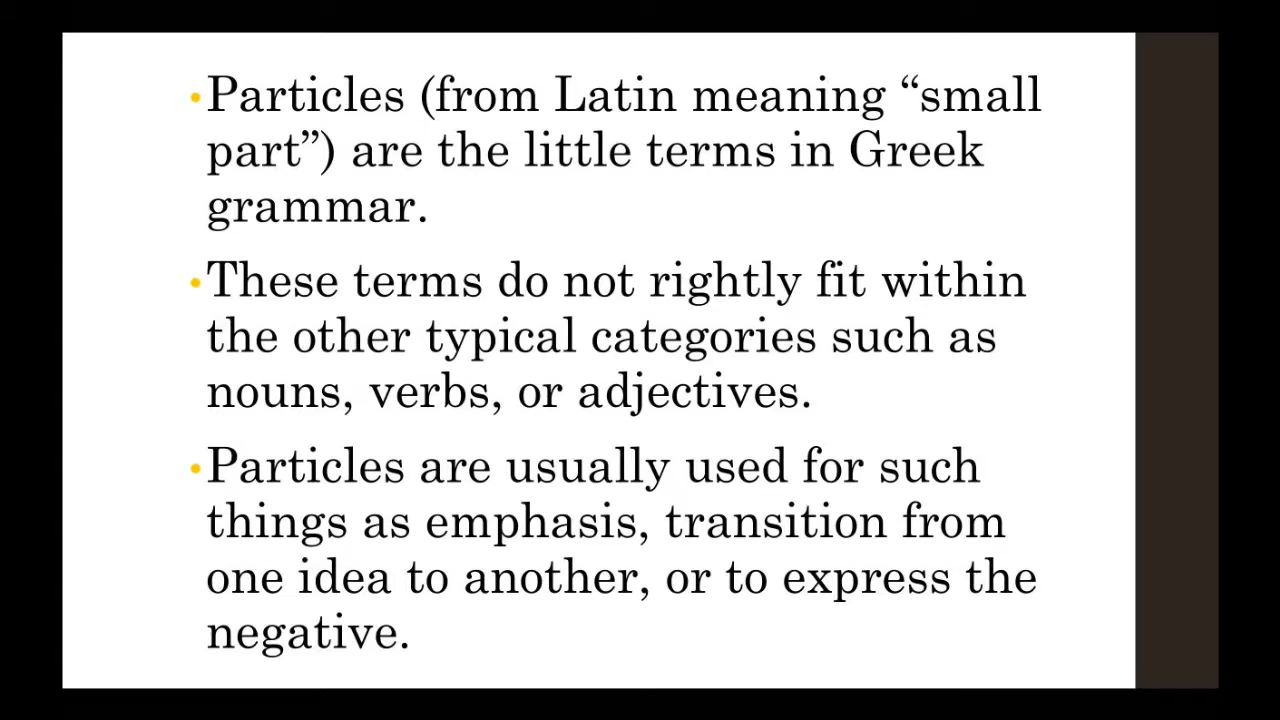 •Particles (from Latin meaning “small
part”) are the little terms in Greek
grammar.
•These terms do not rightly fit within
the other typical categories such as
nouns, verbs, or adjectives.
•Particles are usually used for such
things as emphasis, transition from
one idea to another, or to express the
negative.